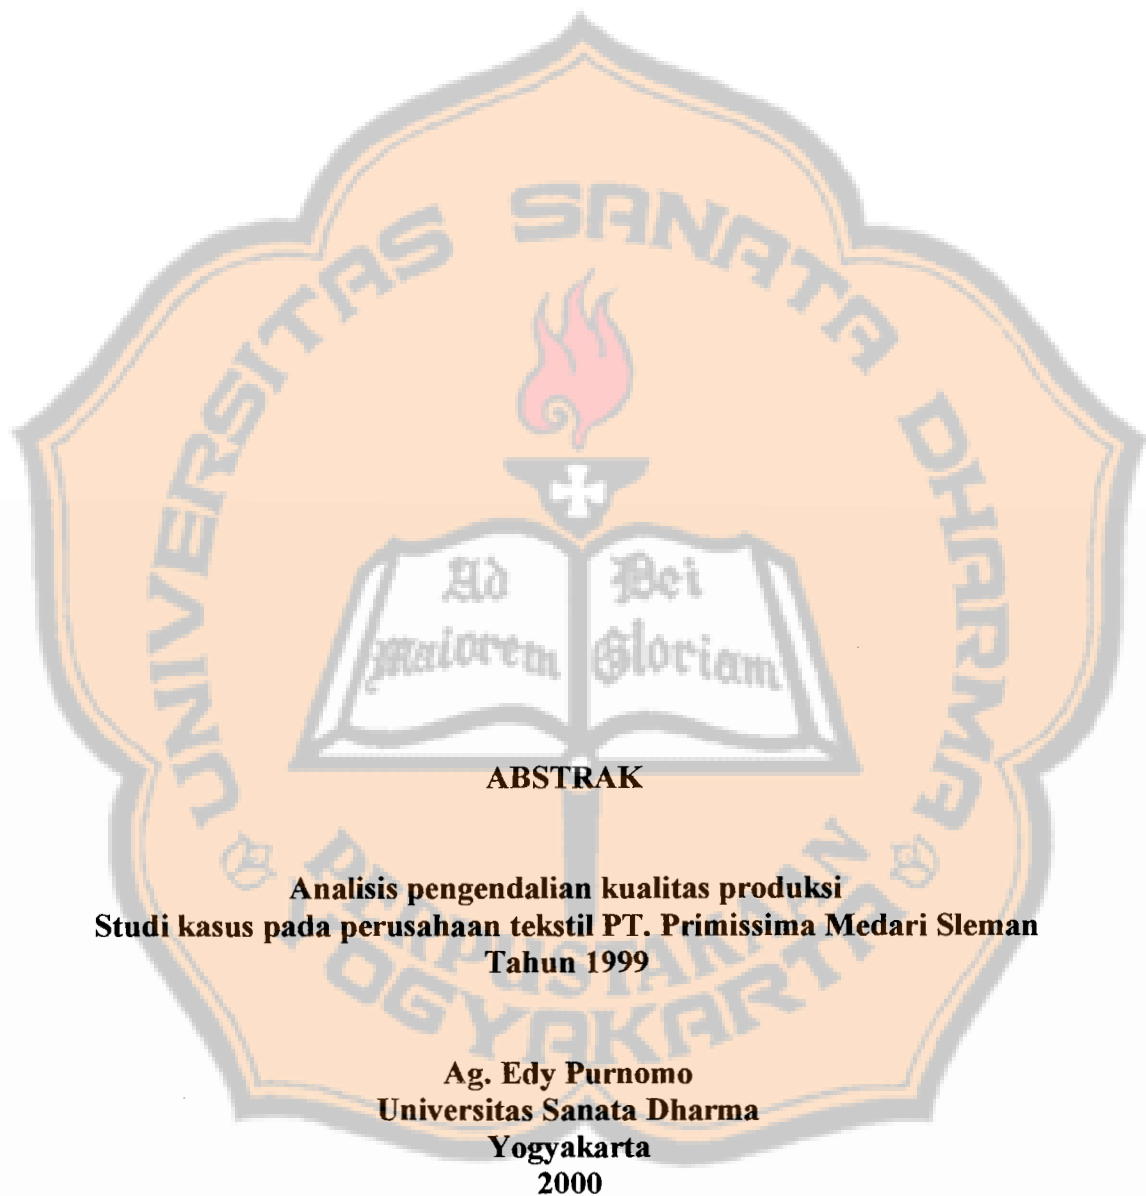 UNIVERSITAS SANATA DHARMA
Ad Dei
maiorem Gloriam
ABSTRAK
PERPUSTAKAAN
YOGYAKARTA
Analisis pengendalian kualitas produksi
Studi kasus pada perusahaan tekstil PT. Primissima Medari Sleman
Tahun 1999
Ag. Edy Purnomo
Universitas Sanata Dharma
Yogyakarta
2000